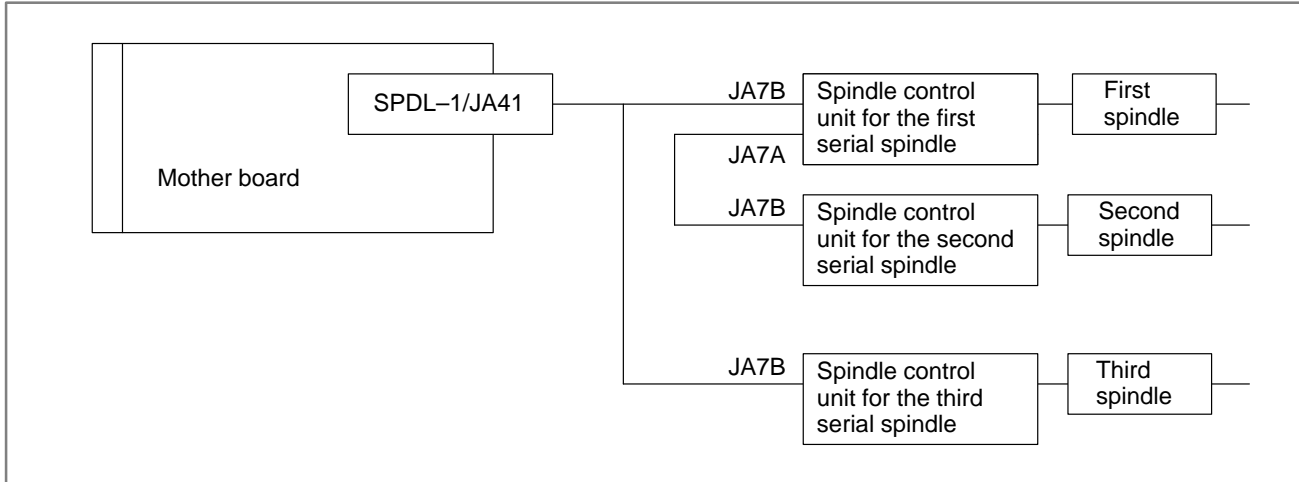 SPDL–1/JA41
Mother board
JA7B
Spindle control
unit for the first
serial spindle
First
spindle
JA7A
JA7B
Spindle control
unit for the second
serial spindle
Second
spindle
JA7B
Spindle control
unit for the third
serial spindle
Third
spindle